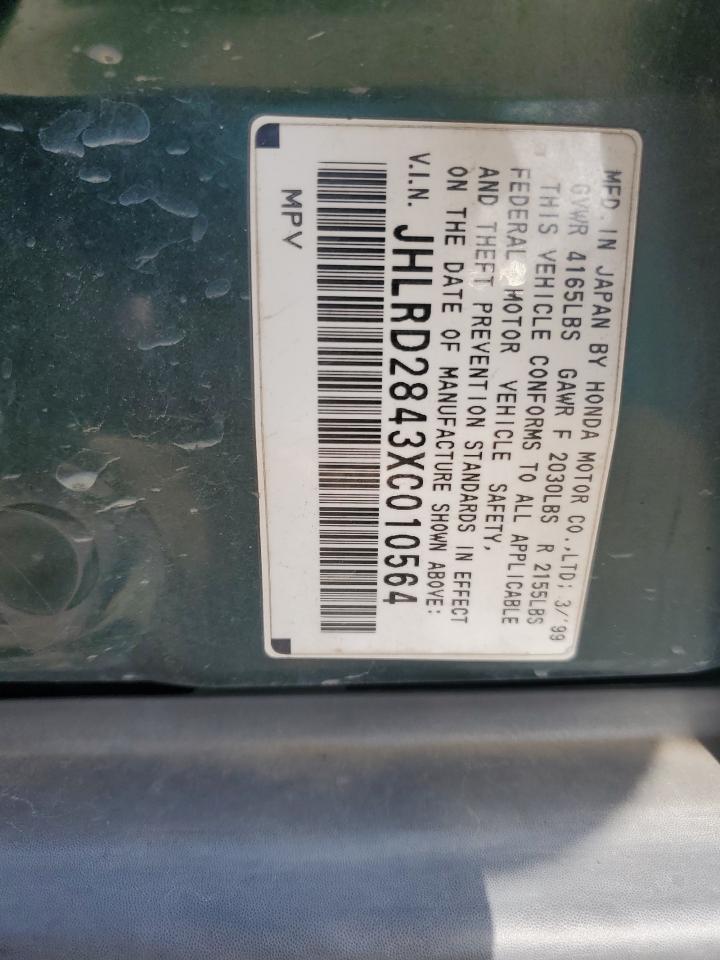 MFD. IN JAPAN BY HONDA MOTOR CO.,LTD; 3/'99
GVWR 4165LBS GAWR F 2030LBS R 2155LBS
THIS VEHICLE CONFORMS TO ALL APPLICABLE
FEDERAL MOTOR VEHICLE SAFETY,
AND THEFT PREVENTION STANDARDS IN EFFECT
ON THE DATE OF MANUFACTURE SHOWN ABOVE:
V.I.N. JHLRD2843XC010564
MPV